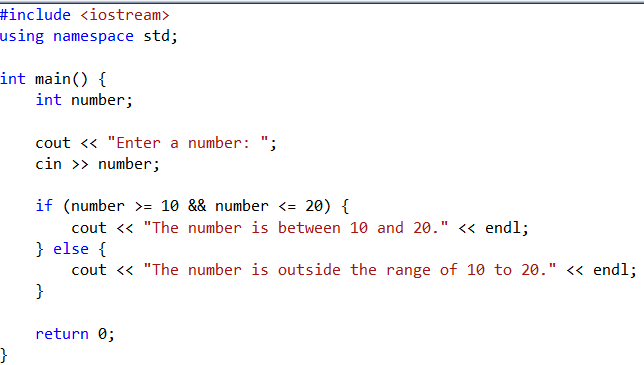 #include <iostream>
using namespace std;

int main() {
    int number;

    cout << "Enter a number: ";
    cin >> number;

    if (number >= 10 && number <= 20) {
        cout << "The number is between 10 and 20." << endl;
    } else {
        cout << "The number is outside the range of 10 to 20." << endl;
    }

    return 0;
}